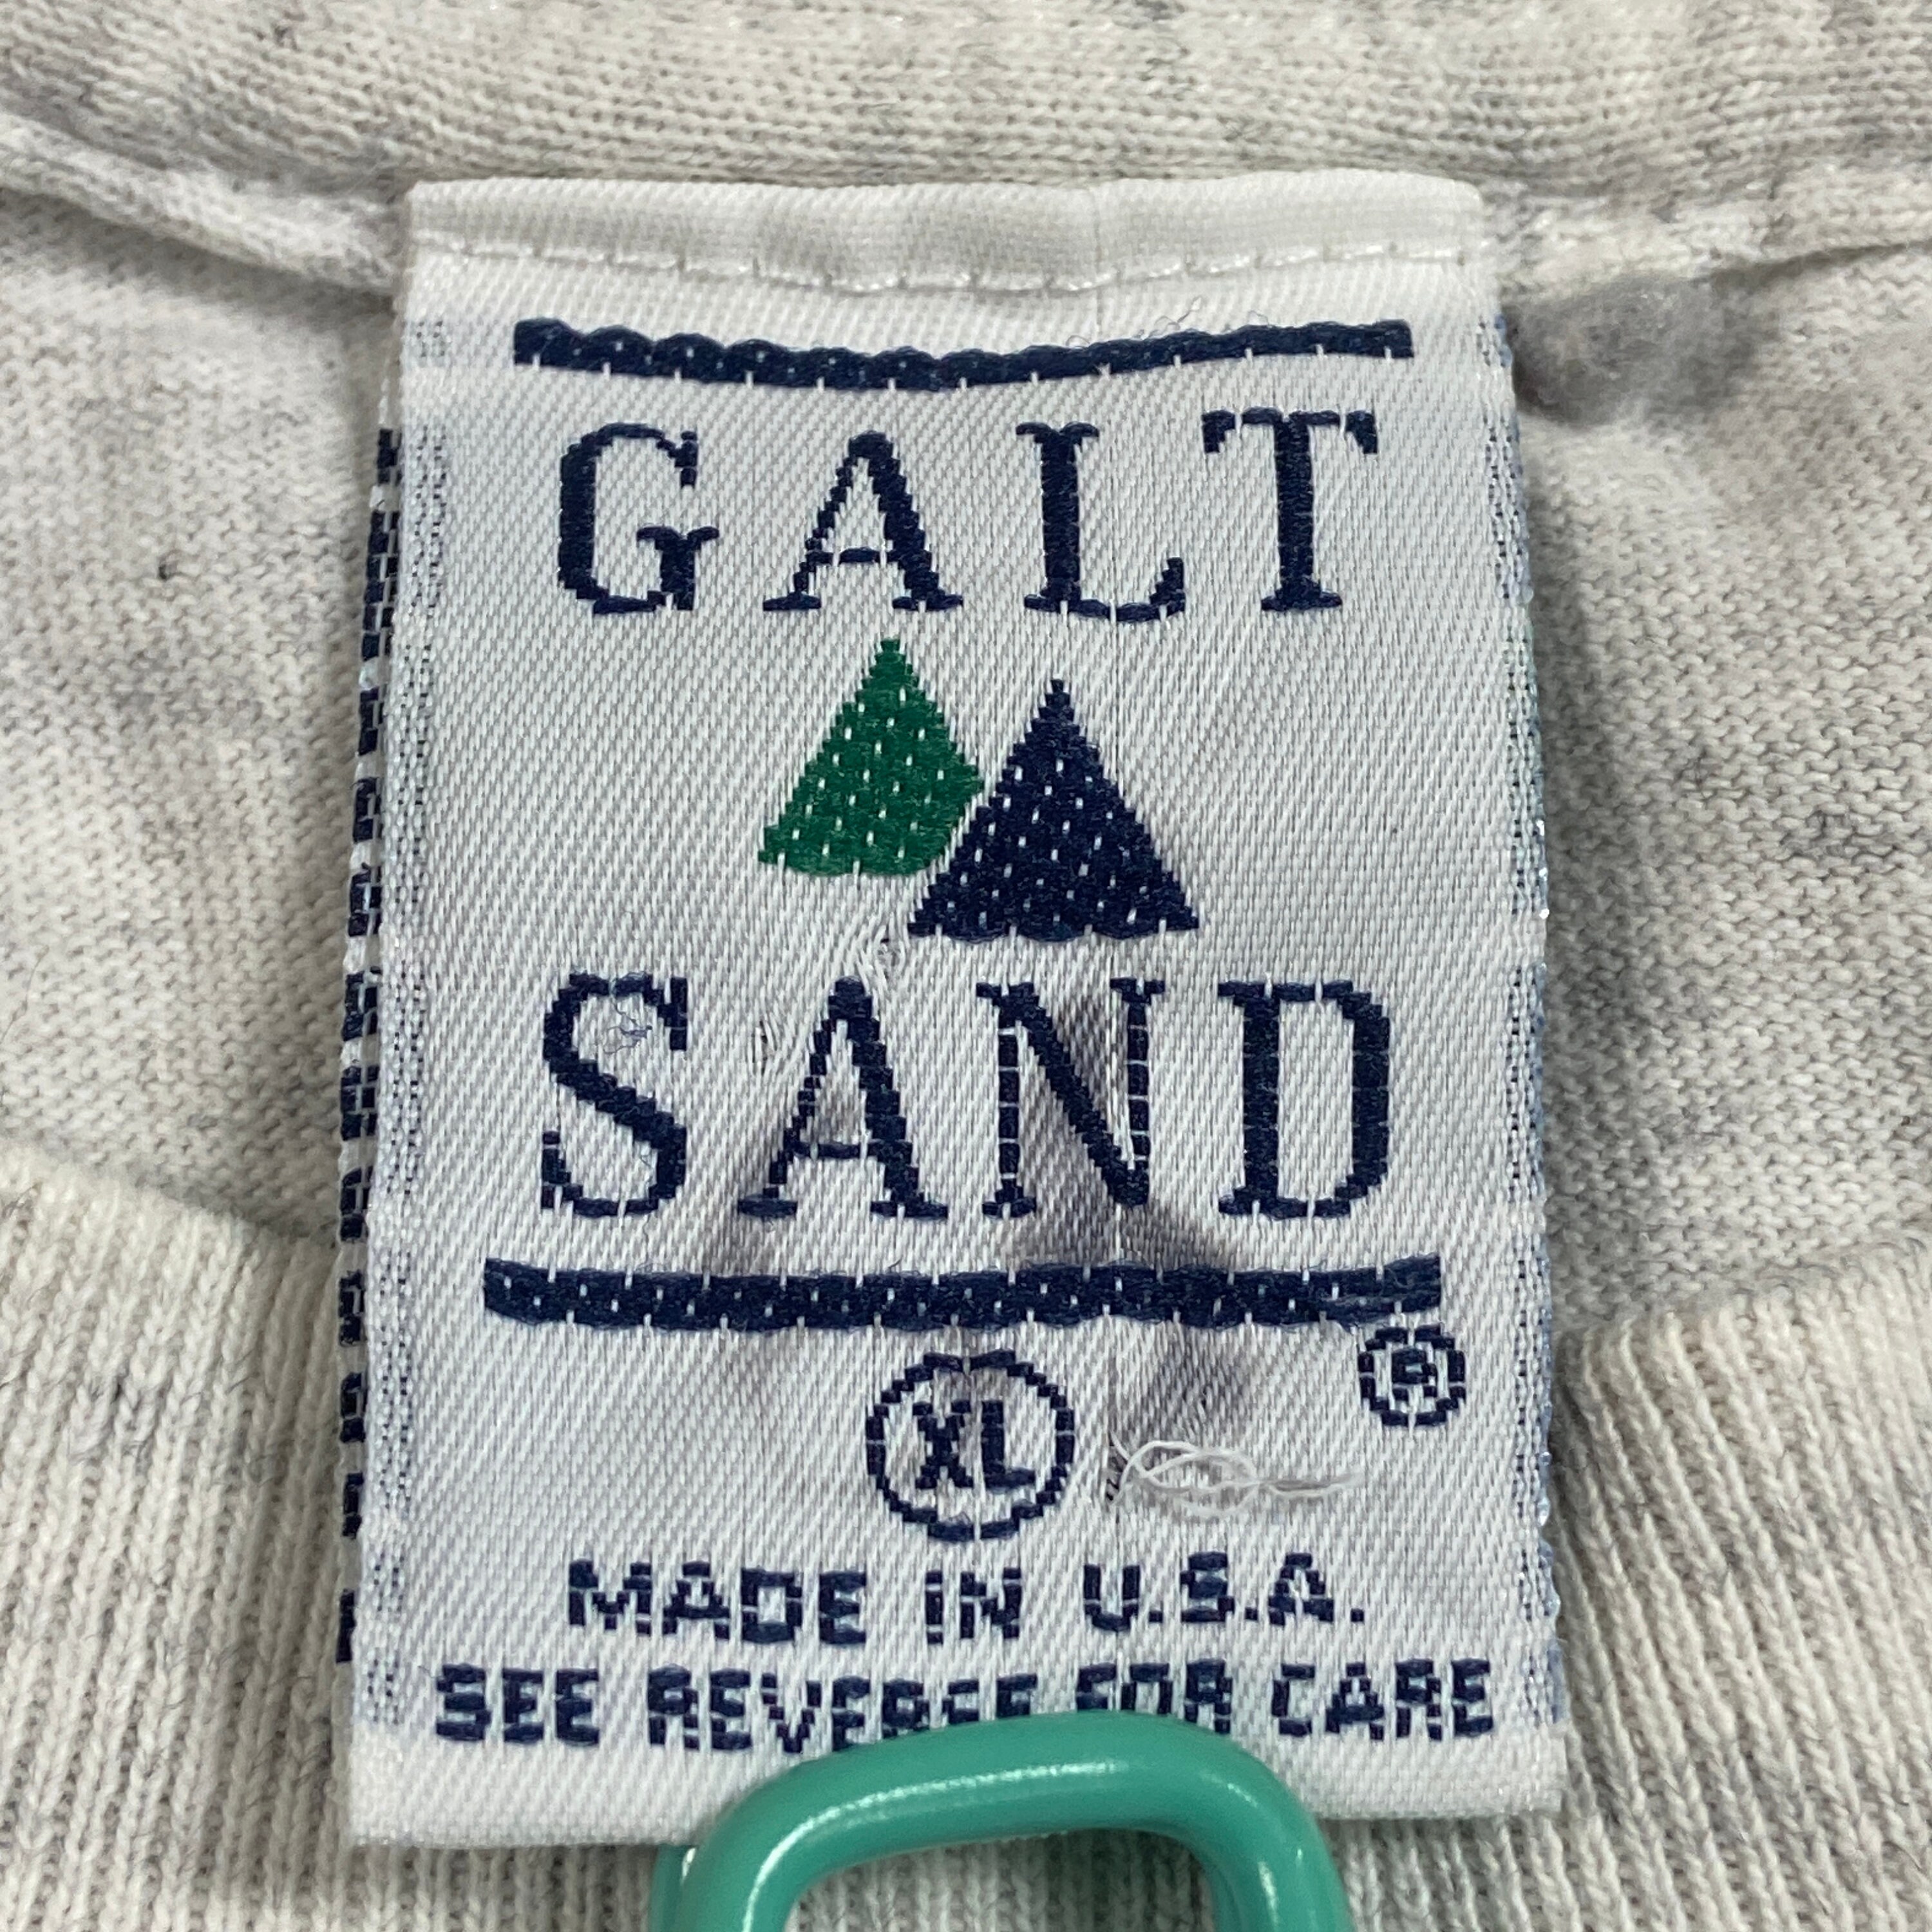 GALT
SAND
®
XL
MADE IN U.S.A.
SEE REVERSE FOR CARE